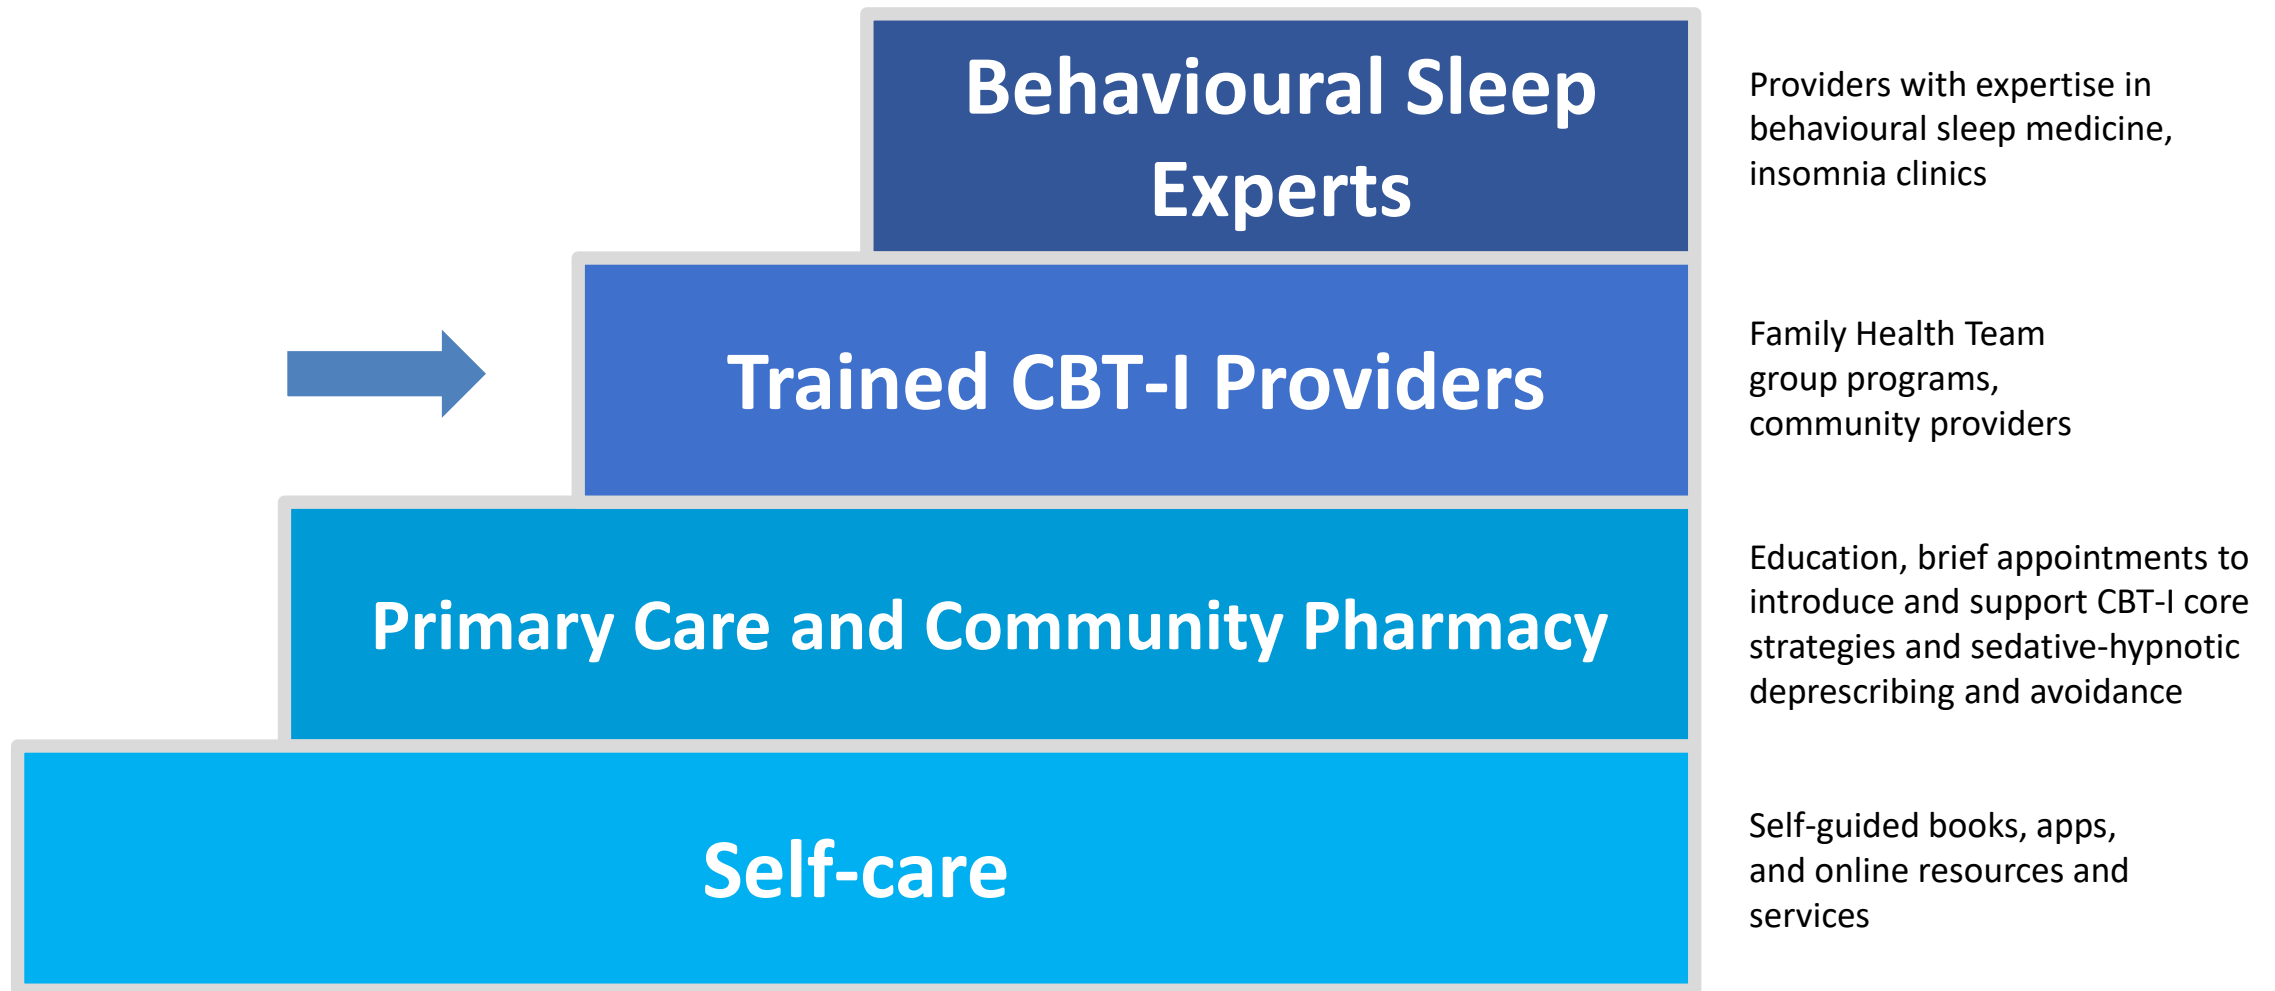 Behavioural Sleep
Experts
Providers with expertise in
behavioural sleep medicine,
insomnia clinics
Trained CBT-I Providers
Family Health Team
group programs,
community providers
Primary Care and Community Pharmacy
Education, brief appointments to
introduce and support CBT-I core
strategies and sedative-hypnotic
deprescribing and avoidance
Self-care
Self-guided books, apps,
and online resources and
services